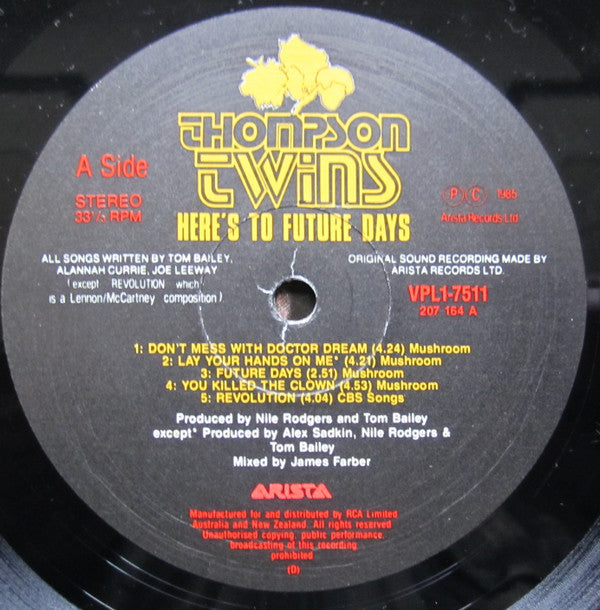 THOMPSON
TWINS
HERE'S TO FUTURE DAYS
A Side
STEREO
33⅓ RPM
P C 1985
Arista Records Ltd
ALL SONGS WRITTEN BY TOM BAILEY,
ALANNAH CURRIE, JOE LEEWAY
(except REVOLUTION which
is a Lennon/McCartney composition)
ORIGINAL SOUND RECORDING MADE BY
ARISTA RECORDS LTD.
VPL1-7511
207 164 A
1: DON'T MESS WITH DOCTOR DREAM (4.24) Mushroom
2: LAY YOUR HANDS ON ME* (4.21) Mushroom
3: FUTURE DAYS (2.51) Mushroom
4: YOU KILLED THE CLOWN (4.53) Mushroom
5: REVOLUTION (4.04) CBS Songs
Produced by Nile Rodgers and Tom Bailey
except* Produced by Alex Sadkin, Nile Rodgers &
Tom Bailey
Mixed by James Farber
ARISTA
Manufactured for and distributed by RCA Limited
Australia and New Zealand. All rights reserved
Unauthorised copying, public performance,
broadcasting of this recording
prohibited
(D)